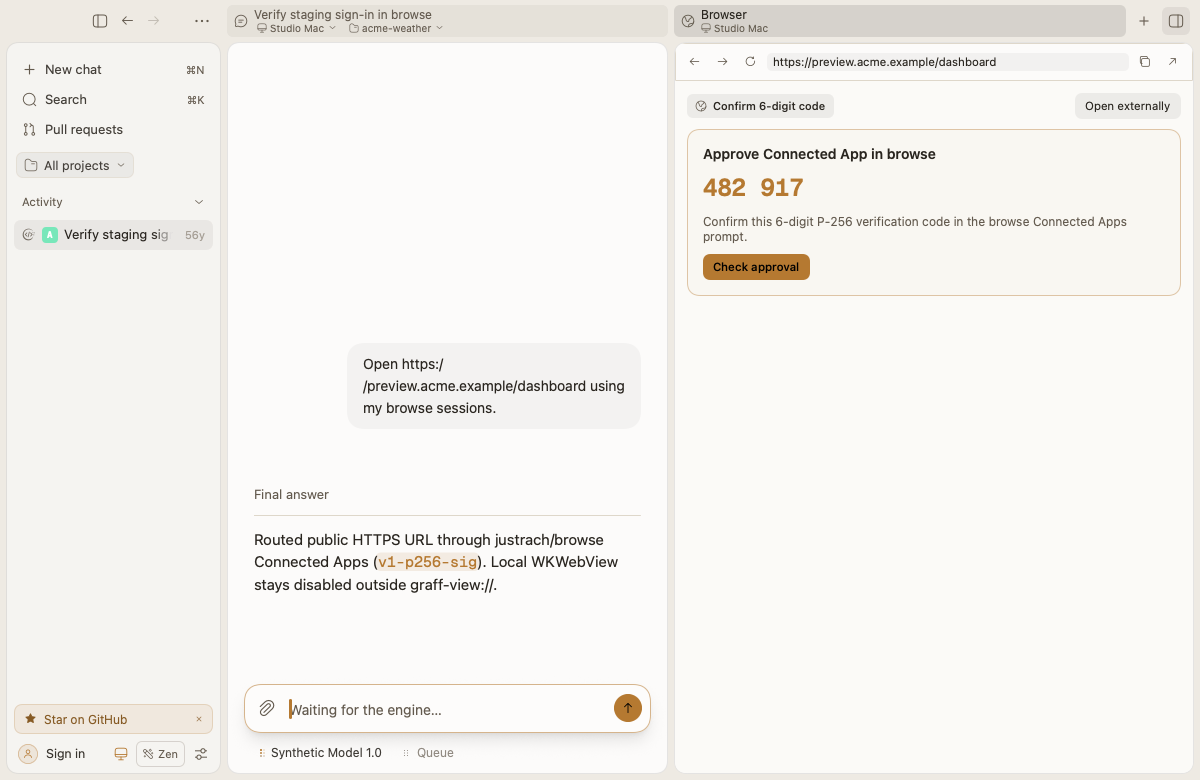 Verify staging sign-in in browse
Studio Mac
acme-weather
Browser
Studio Mac
New chat
⌘N
Search
⌘K
Pull requests
All projects
Activity
A
Verify staging sig
56y
Star on GitHub
×
Sign in
Zen
Open https:/
/preview.acme.example/dashboard using
my browse sessions.
Final answer
Routed public HTTPS URL through justrach/browse
Connected Apps (v1-p256-sig). Local WKWebView
stays disabled outside graff-view://.
Waiting for the engine…
Synthetic Model 1.0
Queue
https://preview.acme.example/dashboard
Confirm 6-digit code
Open externally
Approve Connected App in browse
482 917
Confirm this 6-digit P-256 verification code in the browse Connected Apps
prompt.
Check approval